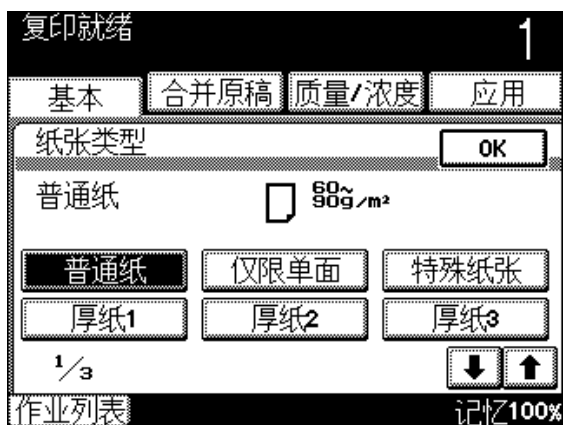 复印就绪 1
基本 合并原稿 质量/浓度 应用
纸张类型 OK
普通纸 60~90g/m²
普通纸 仅限单面 特殊纸张
厚纸1 厚纸2 厚纸3
1/3
作业列表 记忆100%